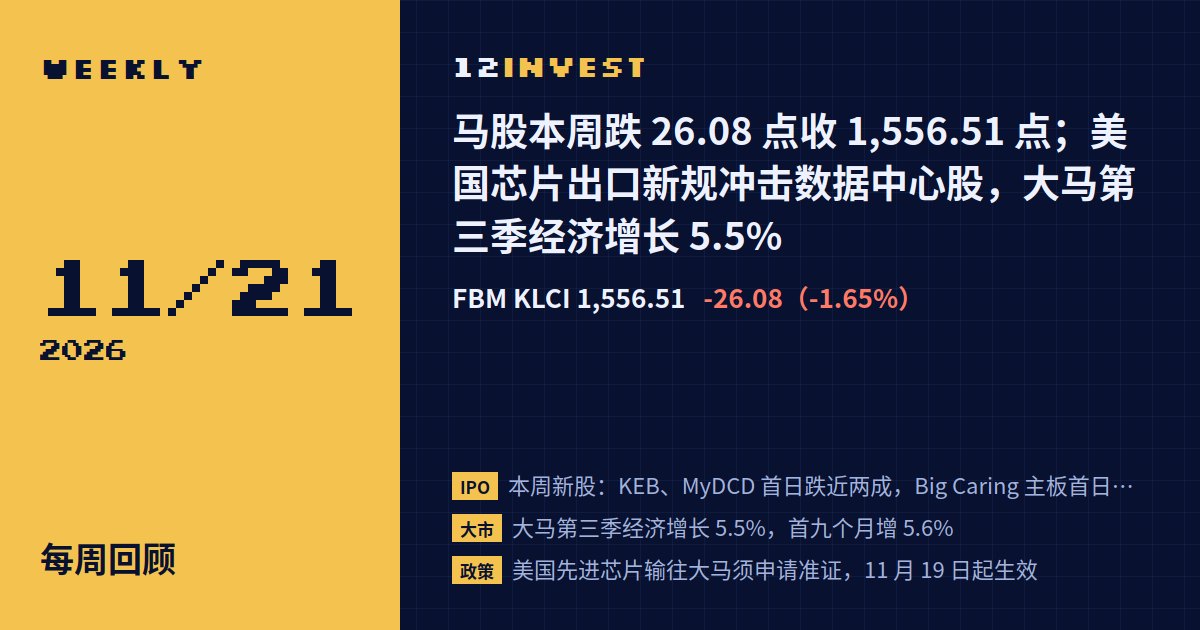 WEEKLY
11/21
2026
每周回顾
12INVEST
马股本周跌 26.08 点收 1,556.51 点；美
国芯片出口新规冲击数据中心股，大马第
三季经济增长 5.5%
FBM KLCI 1,556.51 -26.08（-1.65%）
IPO 本周新股：KEB、MyDCD 首日跌近两成，Big Caring 主板首日…
大市 大马第三季经济增长 5.5%，首九个月增 5.6%
政策 美国先进芯片输往大马须申请准证，11 月 19 日起生效